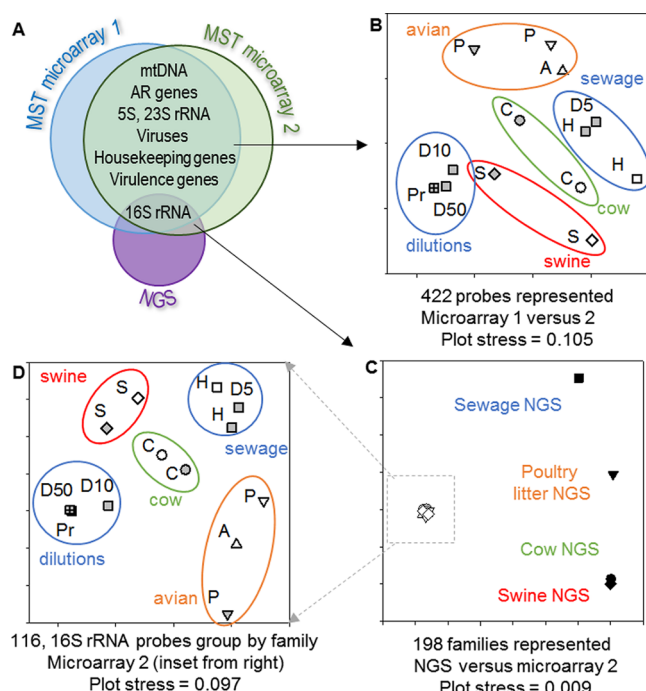 A
MST microarray 1
MST microarray 2
mtDNA
AR genes
5S, 23S rRNA
Viruses
Housekeeping genes
Virulence genes
16S rRNA
NGS
B
avian
P
P
A
sewage
C
D5
H
H
D10
S
C
Pr
D50
cow
dilutions
S
swine
422 probes represented
Microarray 1 versus 2
Plot stress = 0.105
C
Sewage NGS
Poultry
litter NGS
Cow NGS
Swine NGS
198 families represented
NGS versus microarray 2
Plot stress = 0.009
D
swine
S
S
H
D5
H
sewage
C
C
cow
D50
D10
Pr
dilutions
P
A
P
avian
116, 16S rRNA probes group by family
Microarray 2 (inset from right)
Plot stress = 0.097